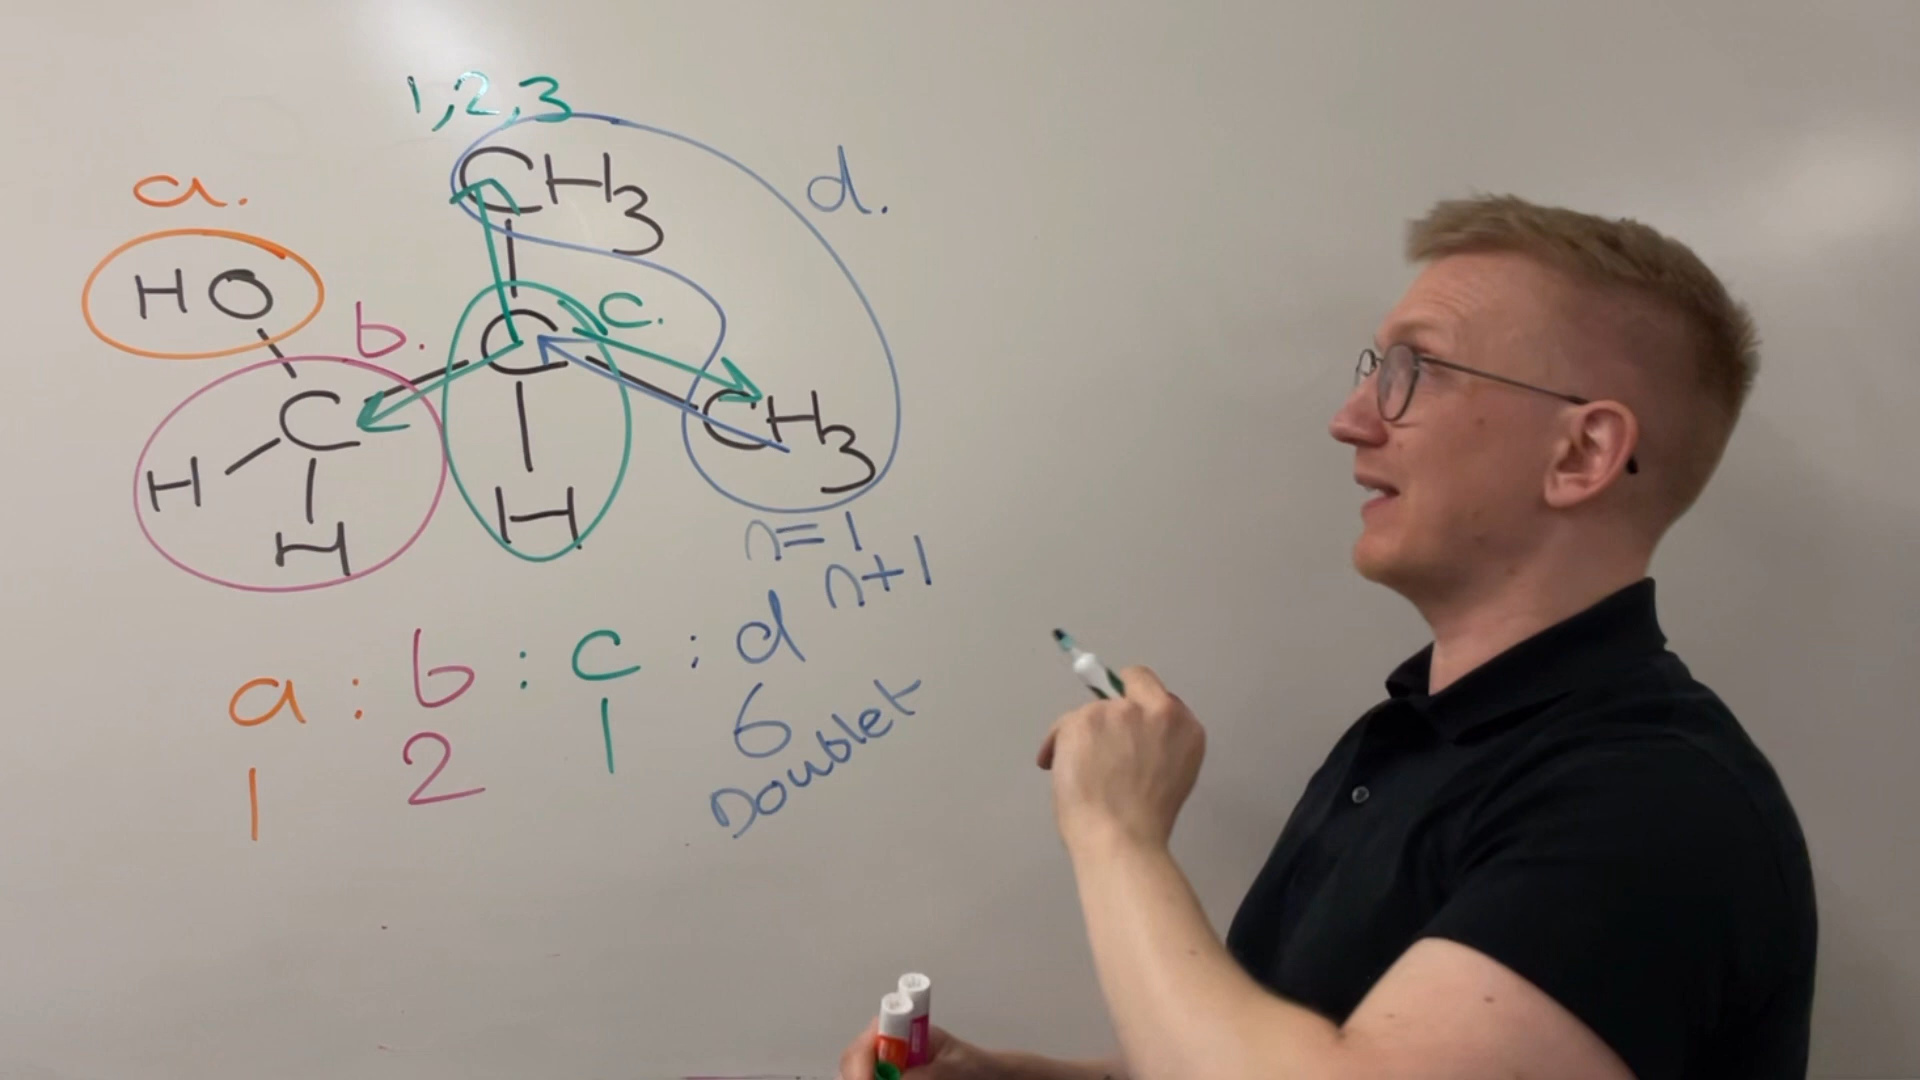 1,2,3
CH3
a.
d.
HO
b.
C
c.
C
CH3
H
H
H
n=1
n+1
a : b : c : d
1 2 1 6
Doublet